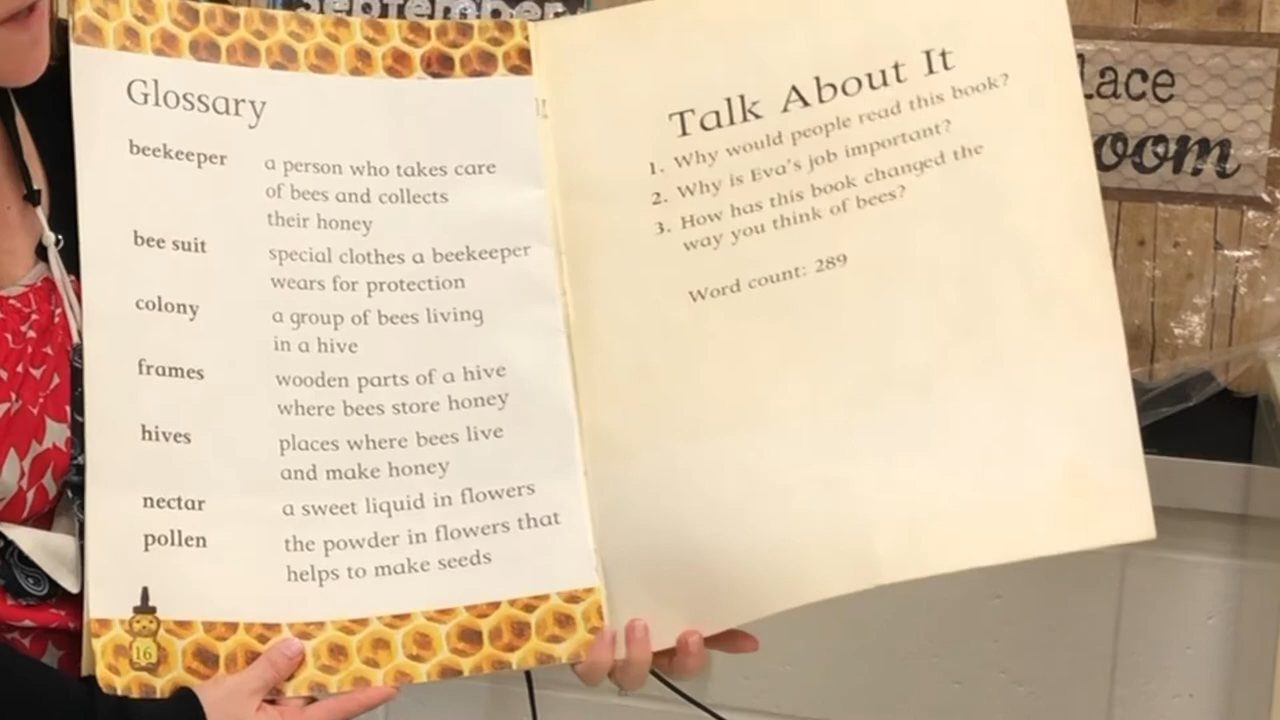 September
Glossary
beekeeper a person who takes care
of bees and collects
their honey
bee suit special clothes a beekeeper
wears for protection
colony a group of bees living
in a hive
frames wooden parts of a hive
where bees store honey
hives places where bees live
and make honey
nectar a sweet liquid in flowers
pollen the powder in flowers that
helps to make seeds
16
Talk About It
1. Why would people read this book?
2. Why is Eva's job important?
3. How has this book changed the
way you think of bees?
Word count: 289
lace
oom